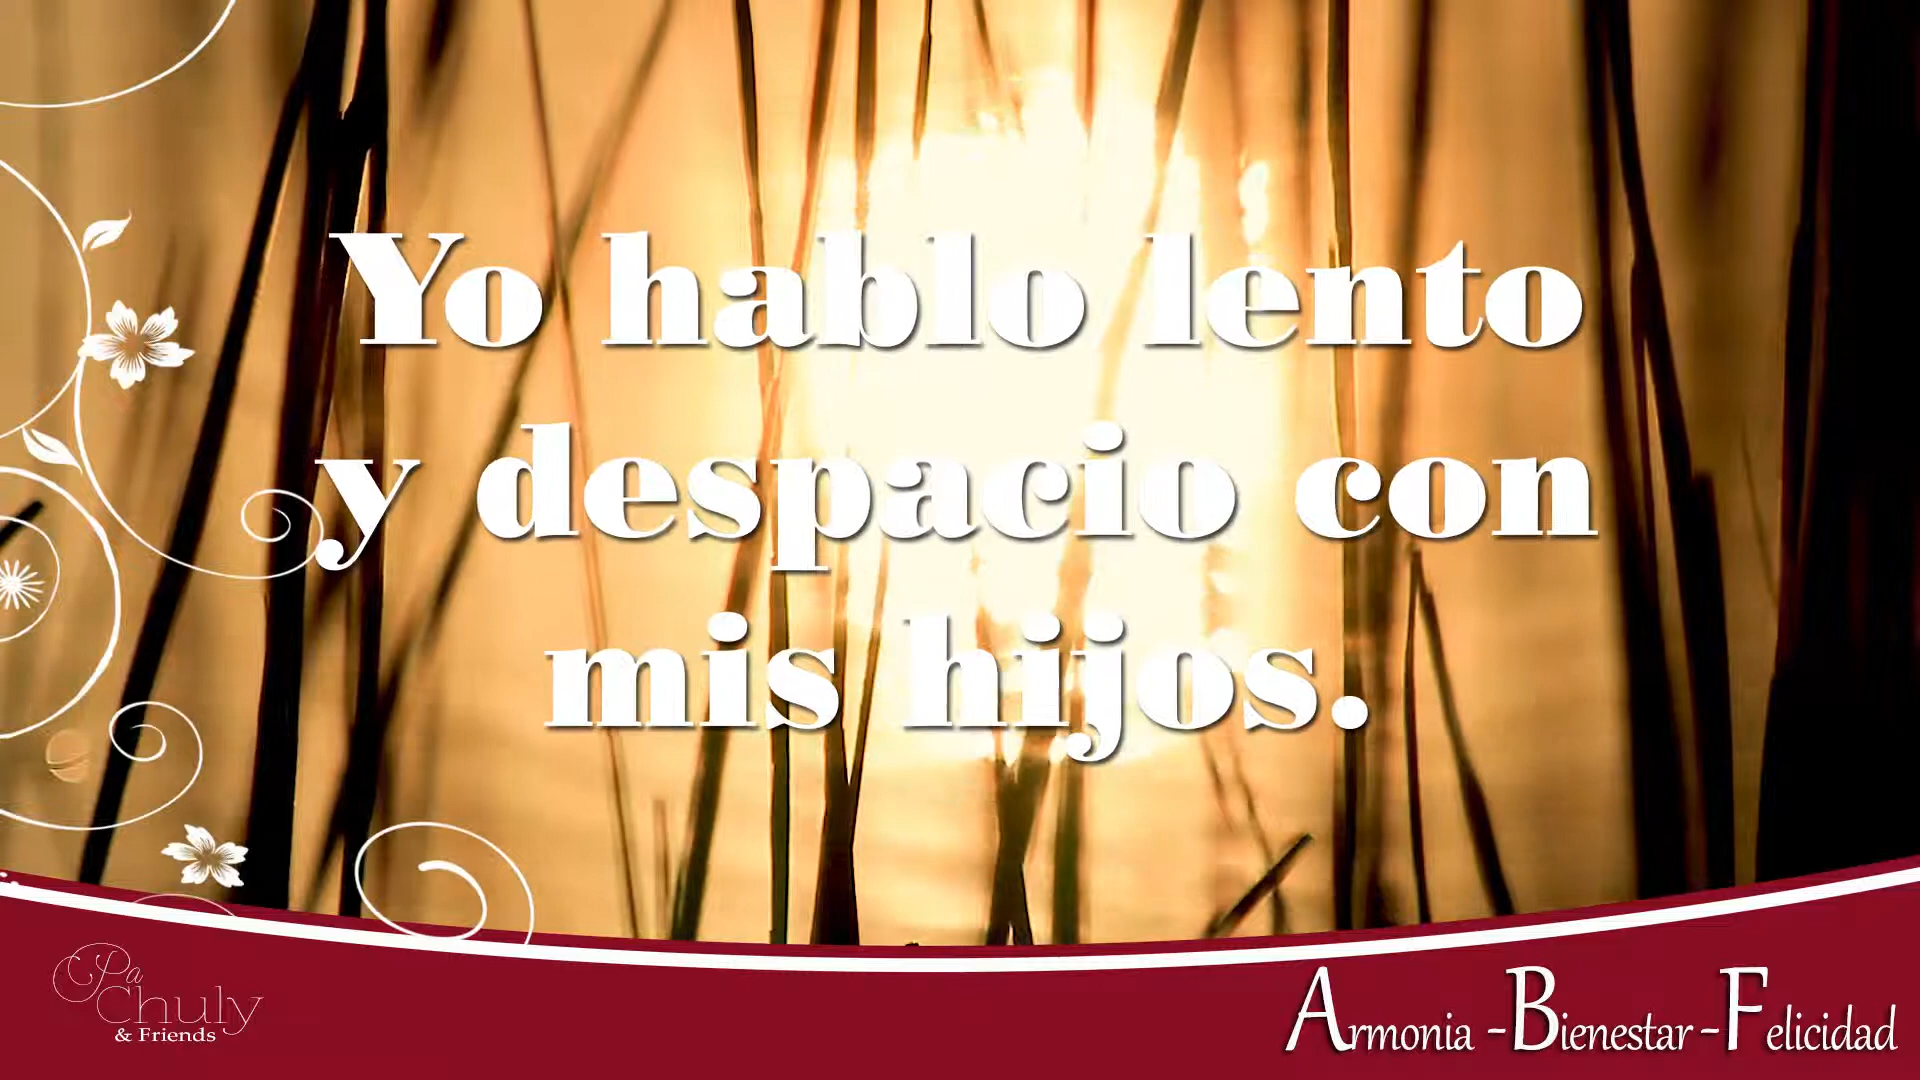 Yo hablo lento
y despacio con
mis hijos.
Pa
Chuly
& Friends
Armonia -Bienestar-Felicidad